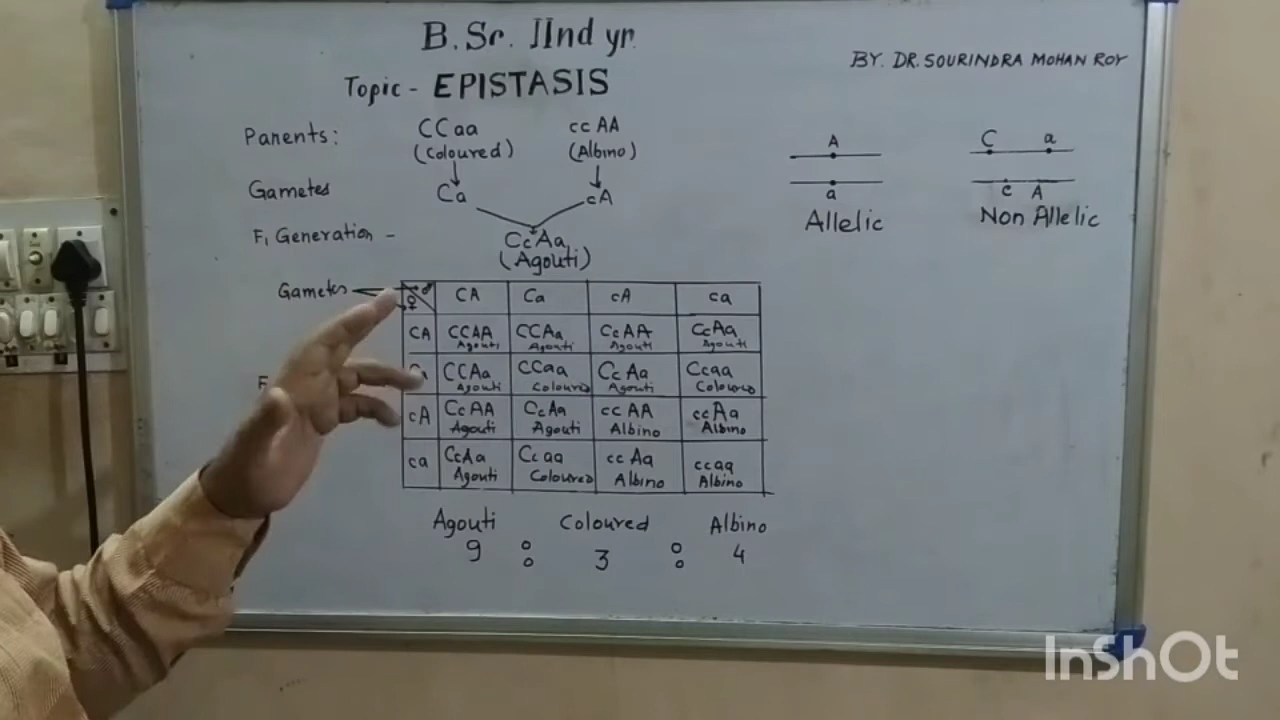 B.Sc. IInd yr.
BY. DR. SOURINDRA MOHAN ROY
Topic - EPISTASIS
Parents: CCaa ccAA
(Coloured) (Albino)
Gametes Ca cA
F1 Generation - CcAa
(Agouti)
A
a
Allelic
C a
c A
Non Allelic
Gametes ♂ CA Ca cA ca
♀
CA CCAA CCAa CcAA CcAa
Agouti Agouti Agouti Agouti
CCAa CCaa CcAa Ccaa
Agouti Coloured Agouti Coloured
F
cA CcAA CcAa ccAA ccAa
Agouti Agouti Albino Albino
ca CcAa Ccaa ccAa ccaa
Agouti Coloured Albino Albino
Agouti Coloured Albino
9 : 3 : 4
InShOt